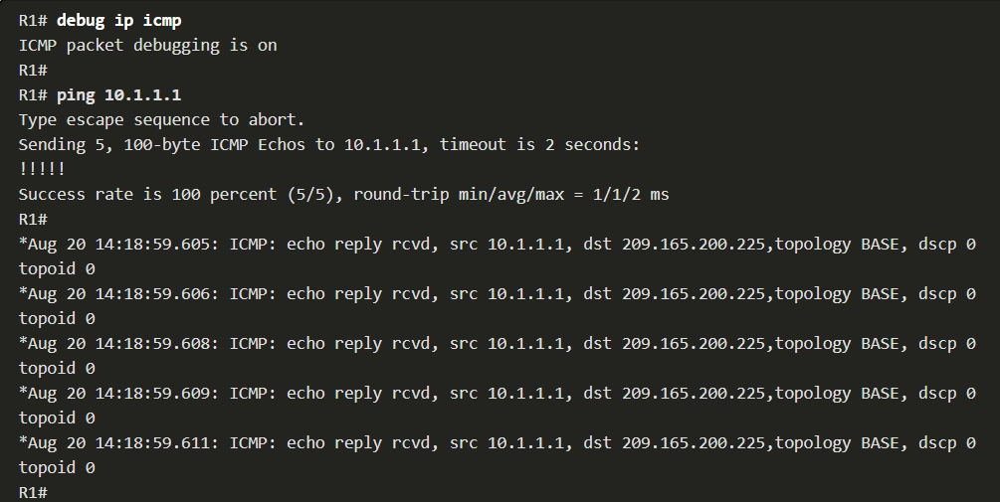 R1# debug ip icmp
ICMP packet debugging is on
R1#
R1# ping 10.1.1.1
Type escape sequence to abort.
Sending 5, 100-byte ICMP Echos to 10.1.1.1, timeout is 2 seconds:
!!!!!
Success rate is 100 percent (5/5), round-trip min/avg/max = 1/1/2 ms
R1#
*Aug 20 14:18:59.605: ICMP: echo reply rcvd, src 10.1.1.1, dst 209.165.200.225,topology BASE, dscp 0
topoid 0
*Aug 20 14:18:59.606: ICMP: echo reply rcvd, src 10.1.1.1, dst 209.165.200.225,topology BASE, dscp 0
topoid 0
*Aug 20 14:18:59.608: ICMP: echo reply rcvd, src 10.1.1.1, dst 209.165.200.225,topology BASE, dscp 0
topoid 0
*Aug 20 14:18:59.609: ICMP: echo reply rcvd, src 10.1.1.1, dst 209.165.200.225,topology BASE, dscp 0
topoid 0
*Aug 20 14:18:59.611: ICMP: echo reply rcvd, src 10.1.1.1, dst 209.165.200.225,topology BASE, dscp 0
topoid 0
R1#